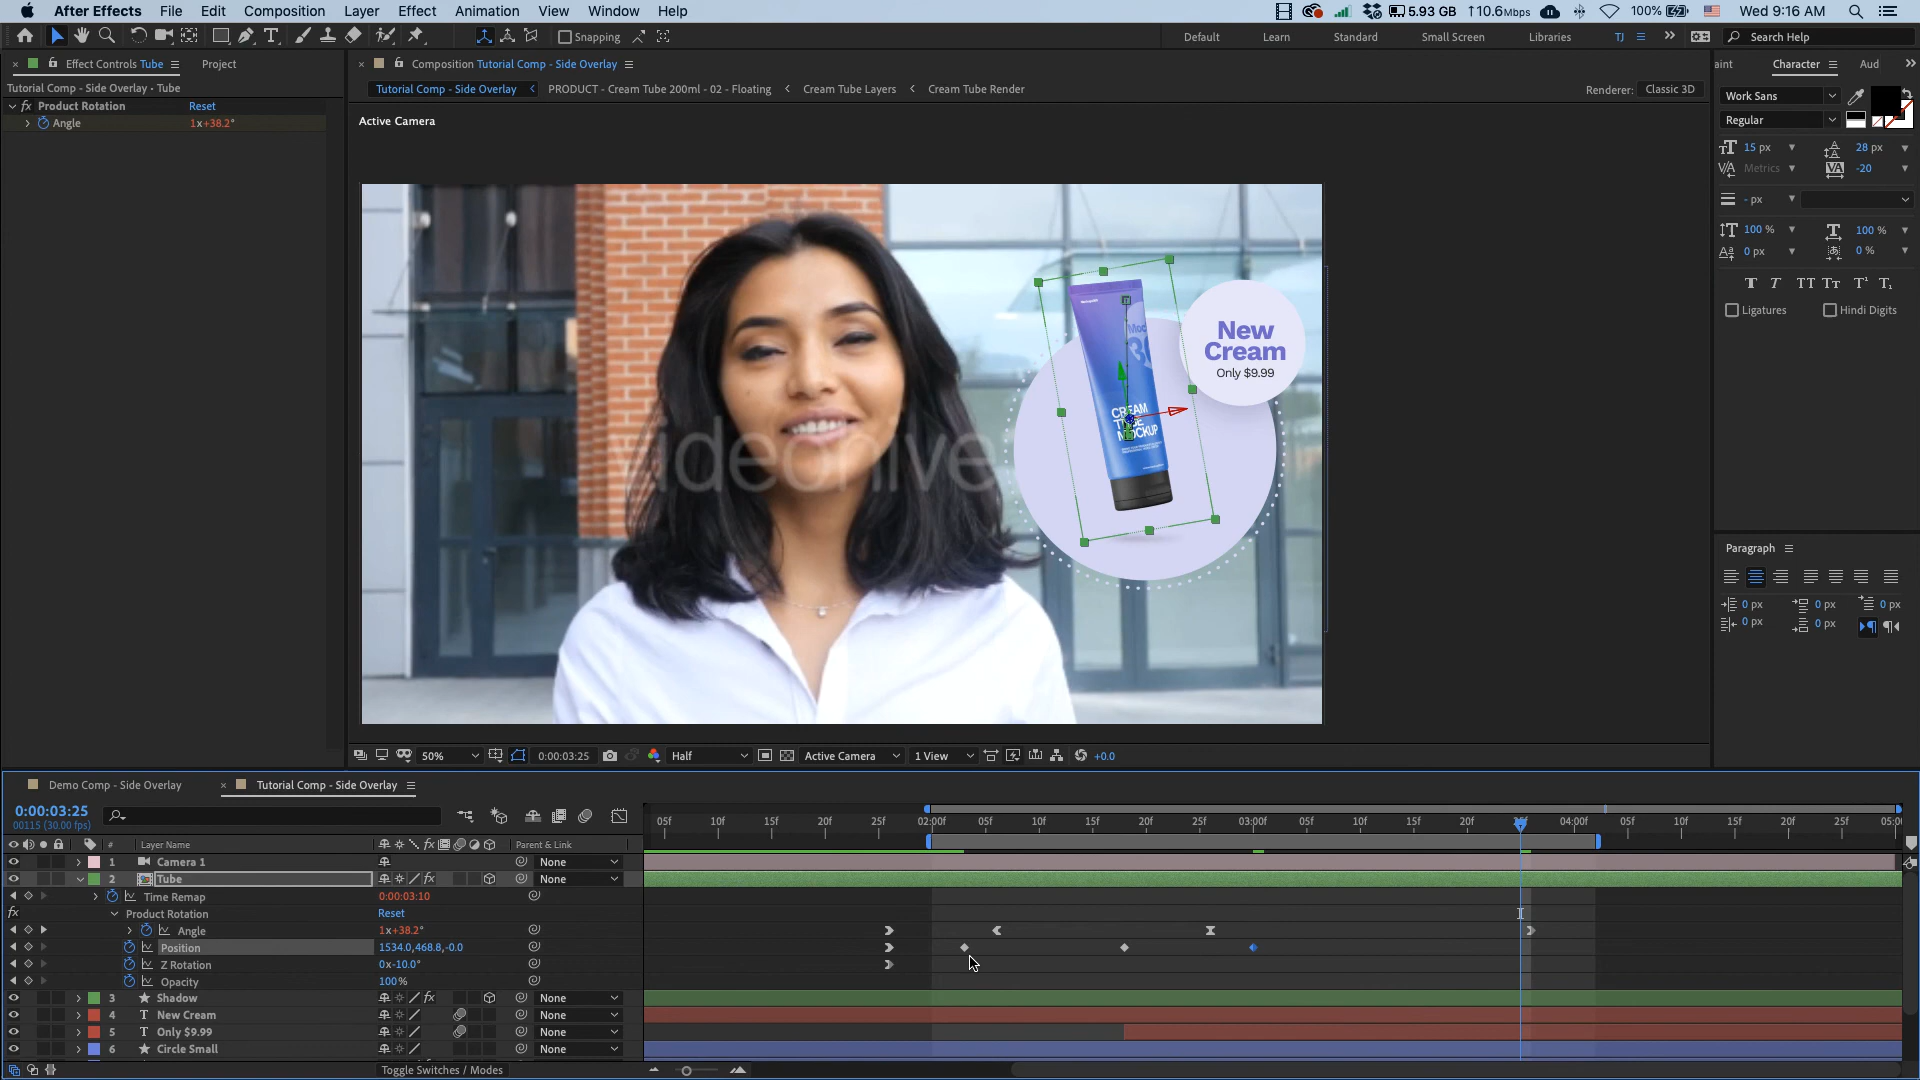 After Effects File Edit Composition Layer Effect Animation View Window Help 5.93 GB 10.6Mbps 100% Wed 9:16 AM
Snapping Default Learn Standard Small Screen Libraries TJ Search Help
Effect Controls Tube Project
Composition Tutorial Comp - Side Overlay
Character Aud
Tutorial Comp - Side Overlay • Tube
Tutorial Comp - Side Overlay PRODUCT - Cream Tube 200ml - 02 - Floating Cream Tube Layers Cream Tube Render Renderer: Classic 3D
fx Product Rotation Reset
Angle 1x+38.2°
Active Camera
Work Sans
Regular
15 px 28 px
Metrics -20
- px
100 % 100 %
0 px 0 %
Ligatures Hindi Digits
New
Cream
Only $9.99
CREAM
TUBE
MOCKUP
videohive
Paragraph
0 px 0 px 0 px
0 px 0 px
50% 0:00:03:25 Half Active Camera 1 View +0.0
Demo Comp - Side Overlay Tutorial Comp - Side Overlay
0:00:03:25
00115 (30.00 fps)
05f 10f 15f 20f 25f 02:00f 05f 10f 15f 20f 25f 03:00f 05f 10f 15f 20f 04:00f 05f 10f 15f 20f 25f 05:0
# Layer Name Parent & Link
1 Camera 1 None
2 Tube None
Time Remap 0:00:03:10
Product Rotation Reset
Angle 1x+38.2°
Position 1534.0,468.8,-0.0
Z Rotation 0x-10.0°
Opacity 100%
3 Shadow None
4 New Cream None
5 Only $9.99 None
6 Circle Small None
Toggle Switches / Modes